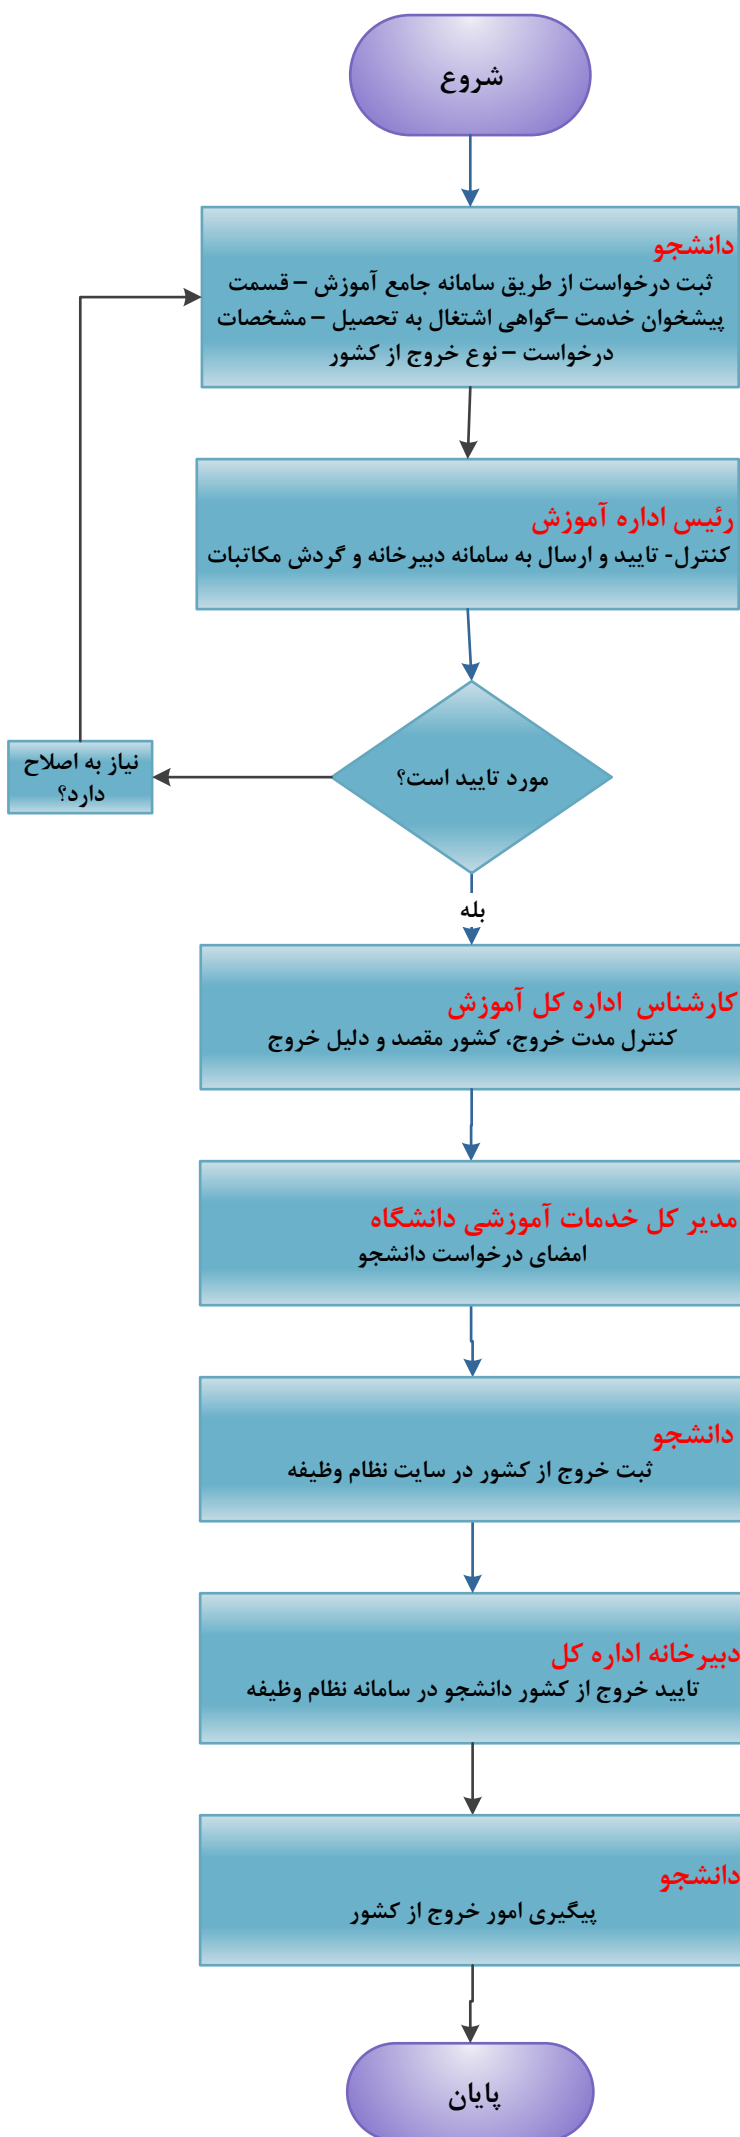 شروع
دانشجو
ثبت درخواست از طریق سامانه جامع آموزش – قسمت
پیشخوان خدمت –گواهی اشتغال به تحصیل – مشخصات
درخواست – نوع خروج از کشور
رئیس اداره آموزش
کنترل- تایید و ارسال به سامانه دبیرخانه و گردش مکاتبات
مورد تایید است؟
نیاز به اصلاح
دارد؟
بله
کارشناس اداره کل آموزش
کنترل مدت خروج، کشور مقصد و دلیل خروج
مدیر کل خدمات آموزشی دانشگاه
امضای درخواست دانشجو
دانشجو
ثبت خروج از کشور در سایت نظام وظیفه
دبیرخانه اداره کل
تایید خروج از کشور دانشجو در سامانه نظام وظیفه
دانشجو
پیگیری امور خروج از کشور
پایان